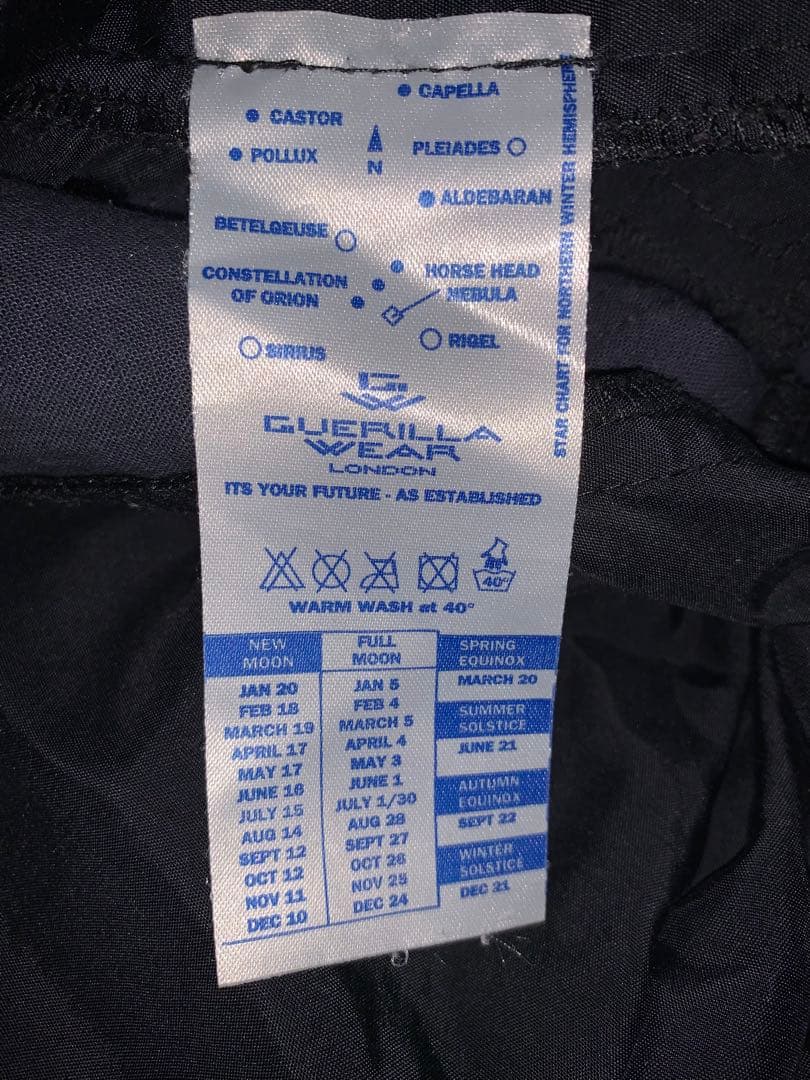 CAPELLA
CASTOR
POLLUX
N
PLEIADES
ALDEBARAN
BETELGEUSE
CONSTELLATION
OF ORION
HORSE HEAD
NEBULA
SIRIUS
RIGEL
STAR CHART FOR NORTHERN WINTER HEMISPHERE
G.
W
GUERILLA
WEAR
LONDON
ITS YOUR FUTURE - AS ESTABLISHED
40°
WARM WASH at 40°
NEW
MOON
JAN 20
FEB 18
MARCH 19
APRIL 17
MAY 17
JUNE 16
JULY 15
AUG 14
SEPT 12
OCT 12
NOV 11
DEC 10
FULL
MOON
JAN 5
FEB 4
MARCH 5
APRIL 4
MAY 3
JUNE 1
JULY 1/30
AUG 28
SEPT 27
OCT 26
NOV 25
DEC 24
SPRING
EQUINOX
MARCH 20
SUMMER
SOLSTICE
JUNE 21
AUTUMN
EQUINOX
SEPT 22
WINTER
SOLSTICE
DEC 21